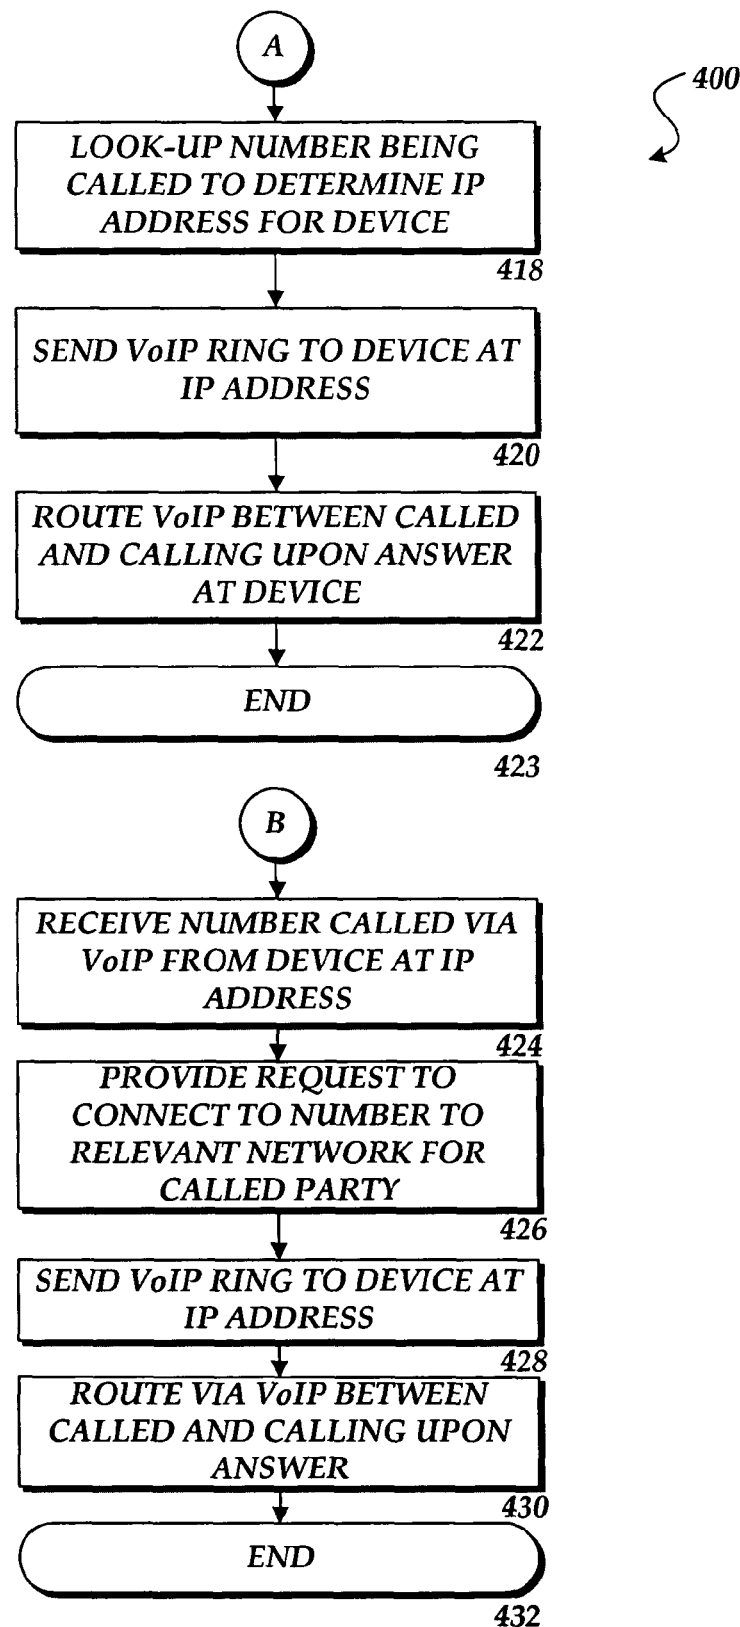 A
400
LOOK-UP NUMBER BEING
CALLED TO DETERMINE IP
ADDRESS FOR DEVICE
418
SEND VoIP RING TO DEVICE AT
IP ADDRESS
420
ROUTE VoIP BETWEEN CALLED
AND CALLING UPON ANSWER
AT DEVICE
422
END
423
B
RECEIVE NUMBER CALLED VIA
VoIP FROM DEVICE AT IP
ADDRESS
424
PROVIDE REQUEST TO
CONNECT TO NUMBER TO
RELEVANT NETWORK FOR
CALLED PARTY
426
SEND VoIP RING TO DEVICE AT
IP ADDRESS
428
ROUTE VIA VoIP BETWEEN
CALLED AND CALLING UPON
ANSWER
430
END
432